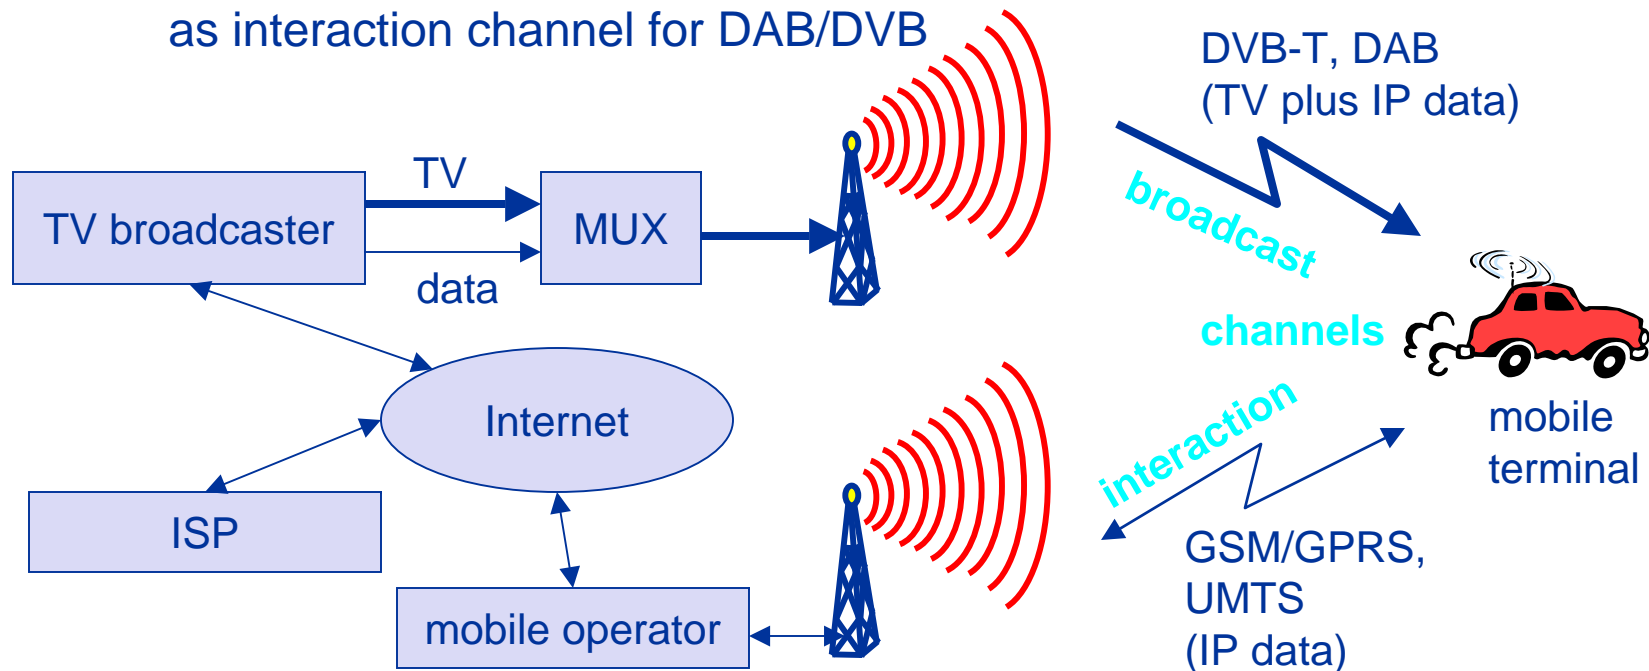 as interaction channel for DAB/DVB
DVB-T, DAB
(TV plus IP data)
TV
TV broadcaster
MUX
data
broadcast
channels
interaction
Internet
mobile
terminal
ISP
GSM/GPRS,
UMTS
(IP data)
mobile operator